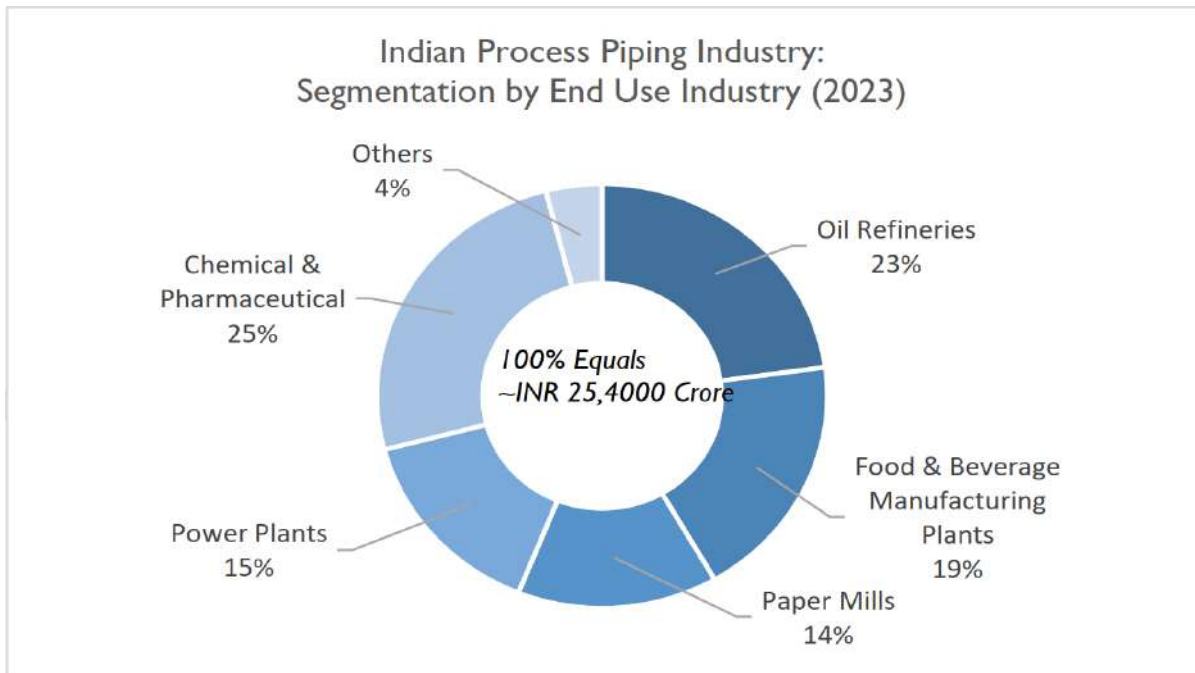 Indian Process Piping Industry:
Segmentation by End Use Industry (2023)
Others
4%
Oil Refineries
23%
Chemical &
Pharmaceutical
25%
100% Equals
~INR 25,4000 Crore
Food & Beverage
Manufacturing
Plants
19%
Power Plants
15%
Paper Mills
14%